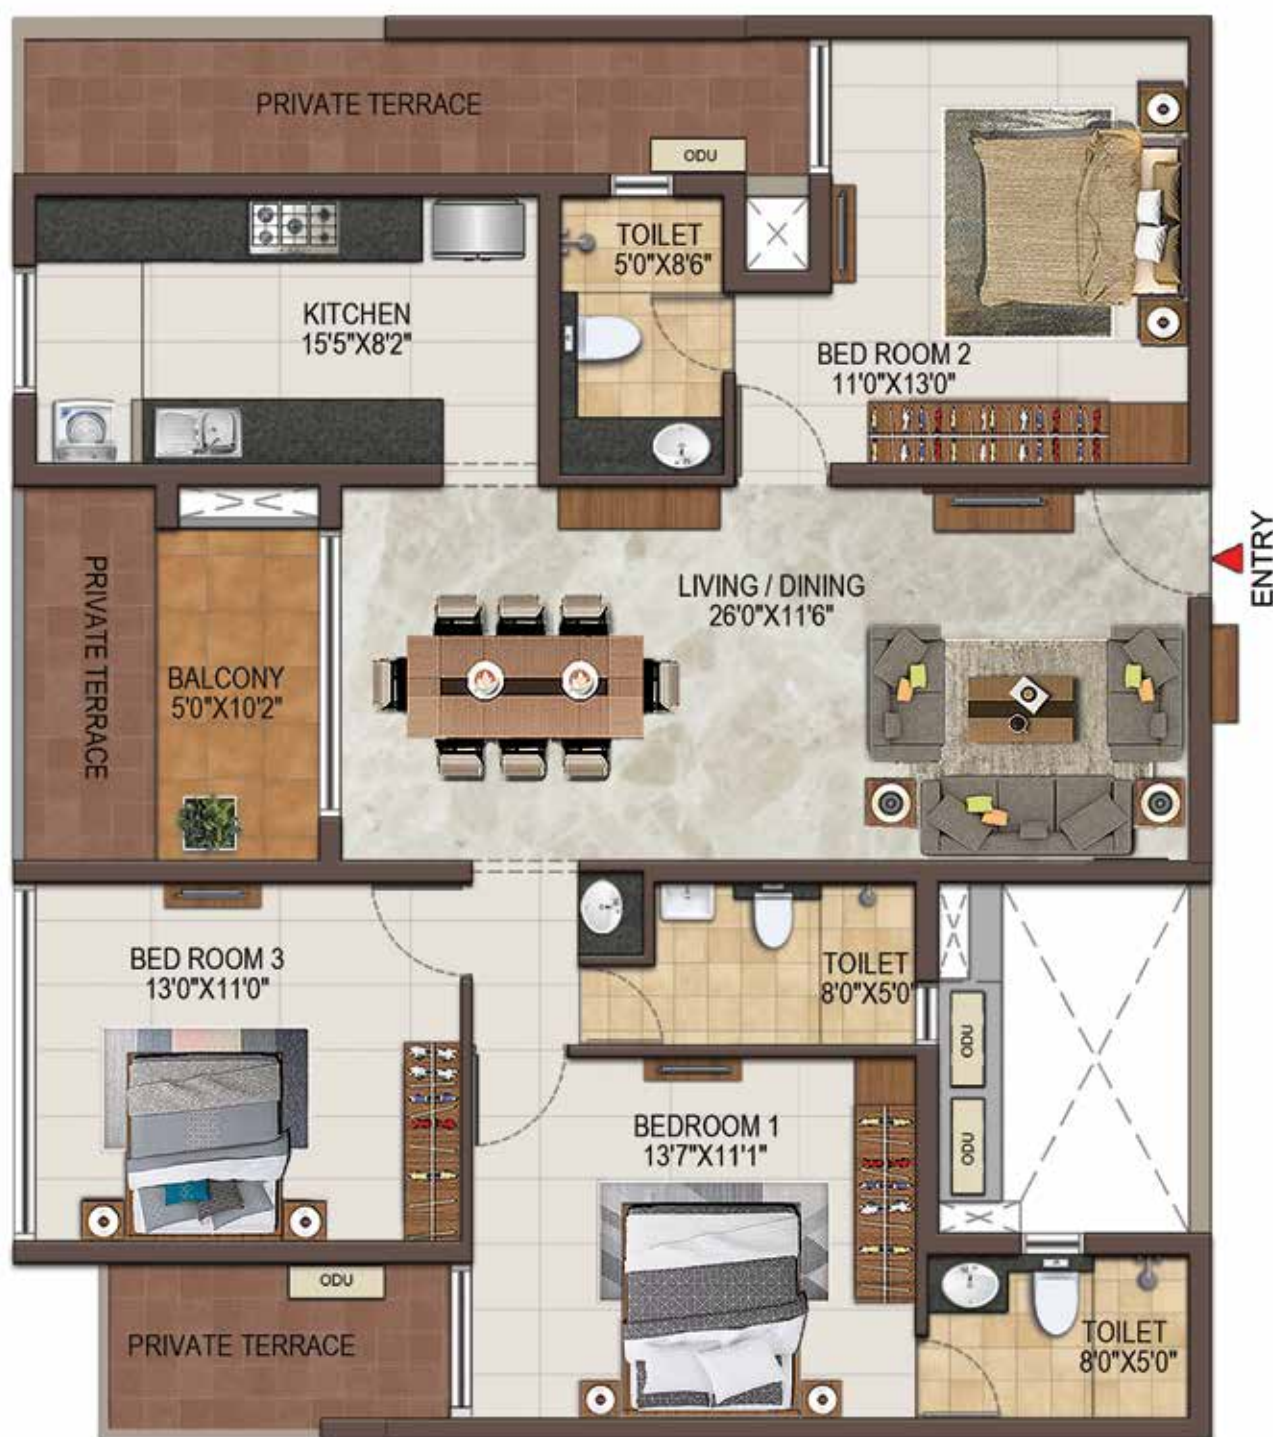 PRIVATE TERRACE
ODU
TOILET
5'0"X8'6"
KITCHEN
15'5"X8'2"
BED ROOM 2
11'0"X13'0"
ENTRY
LIVING / DINING
26'0"X11'6"
PRIVATE TERRACE
BALCONY
5'0"X10'2"
BED ROOM 3
13'0"X11'0"
TOILET
8'0"X5'0"
ODU
ODU
BEDROOM 1
13'7"X11'1"
ODU
PRIVATE TERRACE
TOILET
8'0"X5'0"